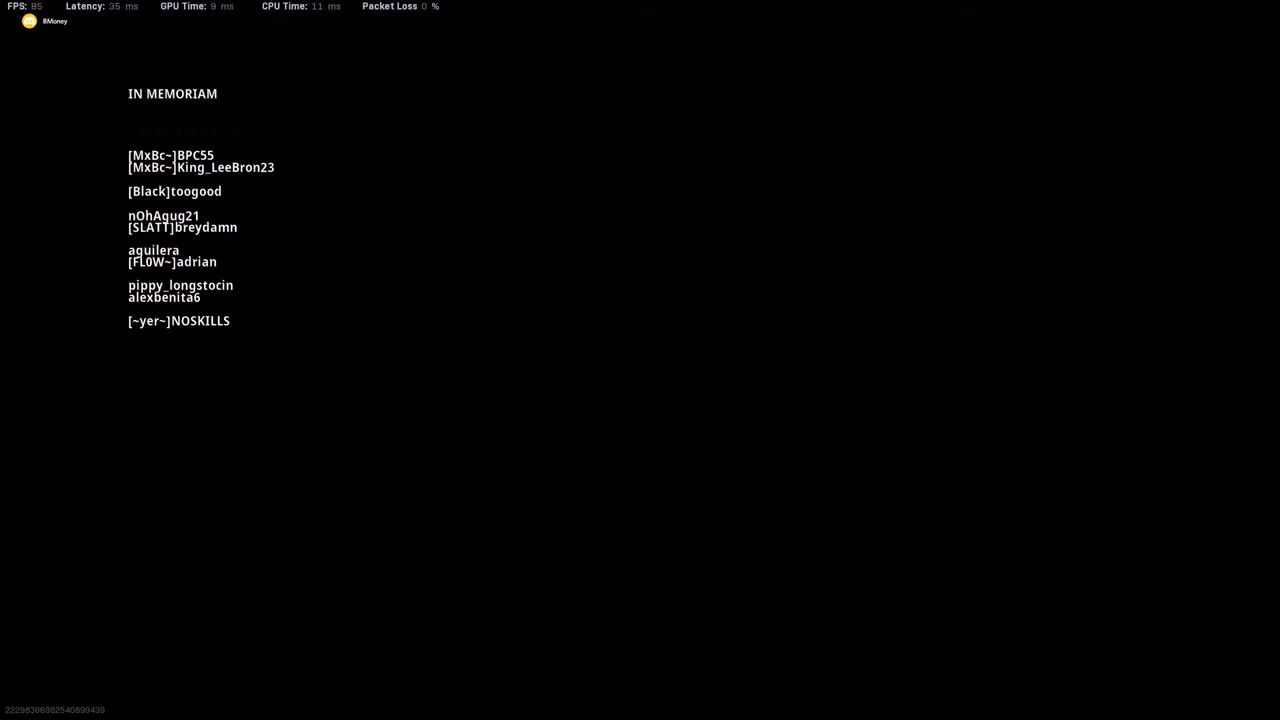 FPS: 85 Latency: 35 ms GPU Time: 9 ms CPU Time: 11 ms Packet Loss 0 %
BMoney
IN MEMORIAM
[MxBc~]BPC55
[MxBc~]King_LeeBron23
[Black]toogood
nOhAgug21
[SLATT]breydamn
aguilera
[FL0W~]adrian
pippy_longstocin
alexbenita6
[~yer~]NOSKILLS
22298366982540899439